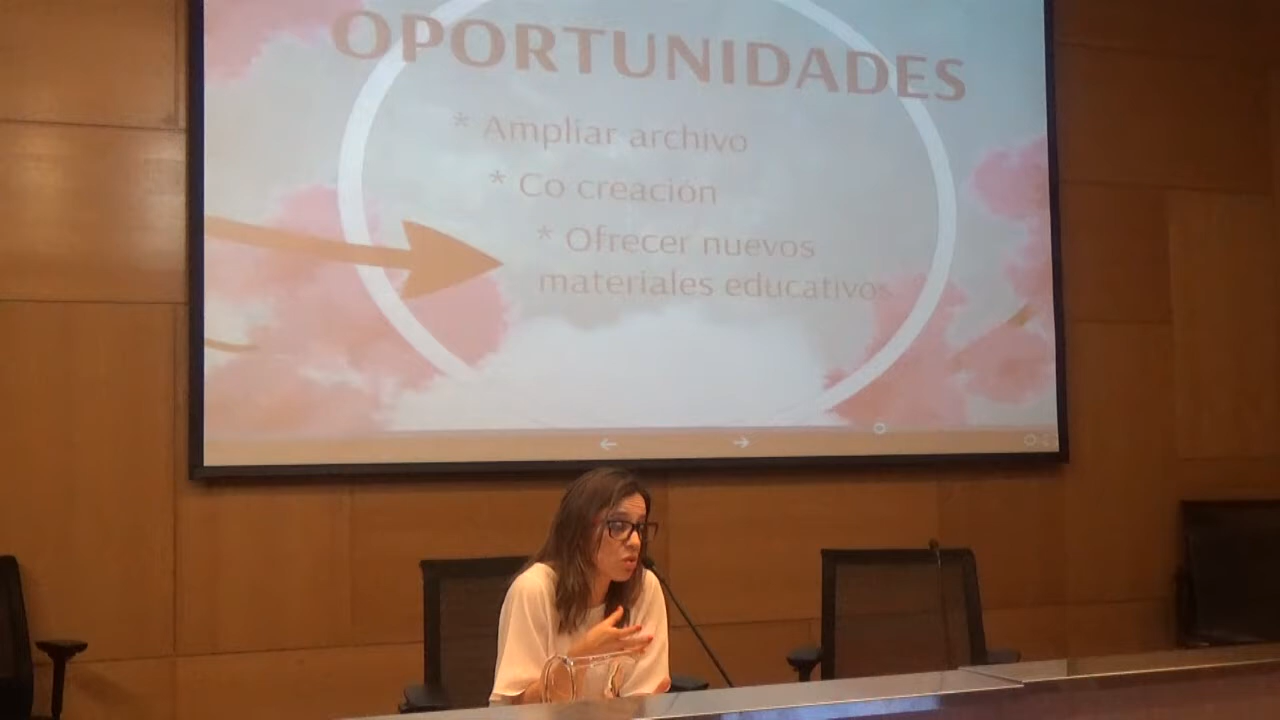 OPORTUNIDADES
* Ampliar archivo
* Co creación
* Ofrecer nuevos
materiales educativos